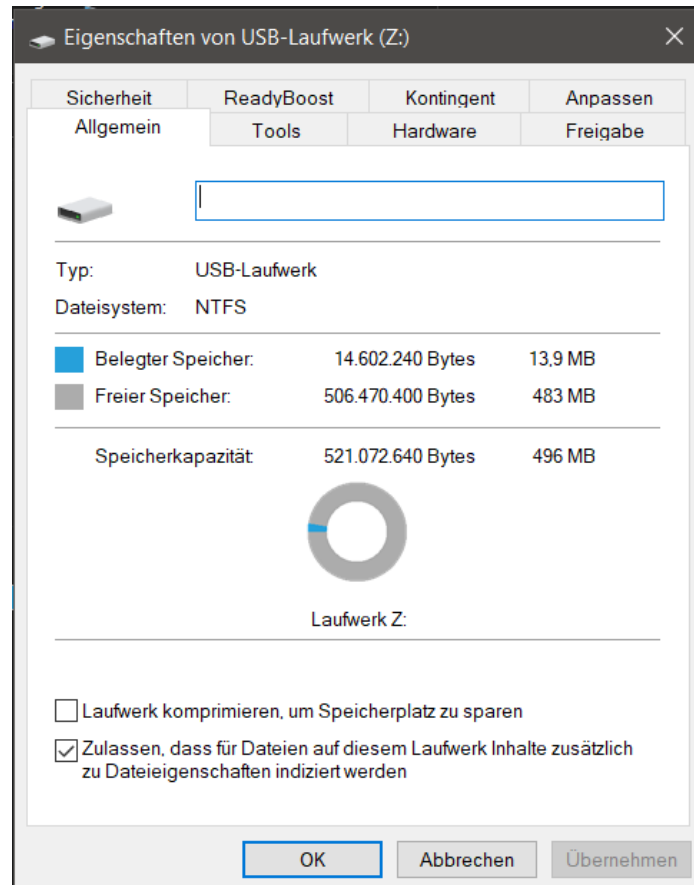 Eigenschaften von USB-Laufwerk (Z:)
Sicherheit ReadyBoost Kontingent Anpassen
Allgemein Tools Hardware Freigabe
Typ: USB-Laufwerk
Dateisystem: NTFS
Belegter Speicher: 14.602.240 Bytes 13,9 MB
Freier Speicher: 506.470.400 Bytes 483 MB
Speicherkapazität: 521.072.640 Bytes 496 MB
Laufwerk Z:
Laufwerk komprimieren, um Speicherplatz zu sparen
Zulassen, dass für Dateien auf diesem Laufwerk Inhalte zusätzlich
zu Dateieigenschaften indiziert werden
OK Abbrechen Übernehmen